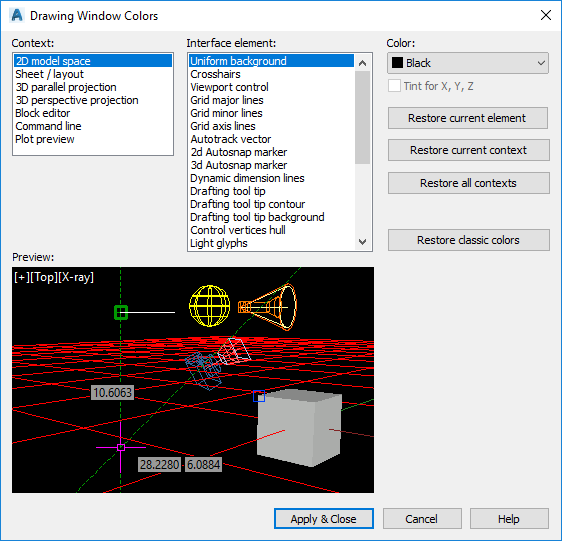 Drawing Window Colors
Context:
2D model space
Sheet / layout
3D parallel projection
3D perspective projection
Block editor
Command line
Plot preview
Interface element:
Uniform background
Crosshairs
Viewport control
Grid major lines
Grid minor lines
Grid axis lines
Autotrack vector
2d Autosnap marker
3d Autosnap marker
Dynamic dimension lines
Drafting tool tip
Drafting tool tip contour
Drafting tool tip background
Control vertices hull
Light glyphs
Color:
Black
Tint for X, Y, Z
Restore current element
Restore current context
Restore all contexts
Restore classic colors
Preview:
[+][Top][X-ray]
10.6063
28.2280 6.0884
Apply & Close
Cancel
Help